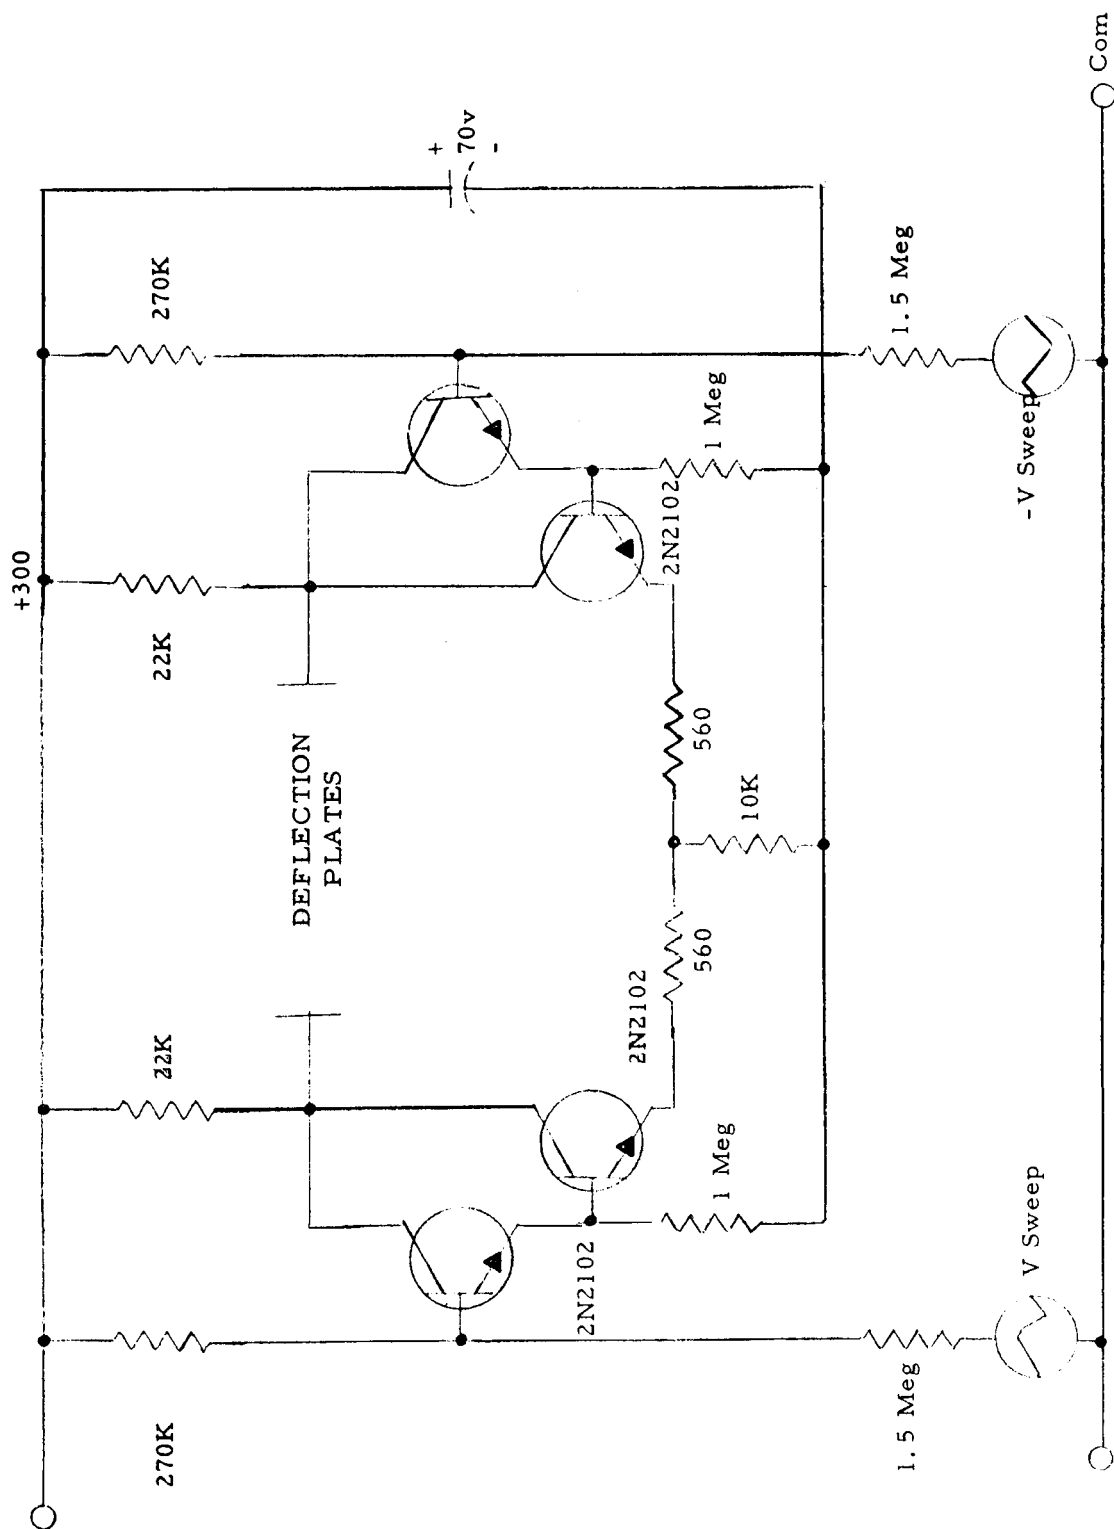 +300
270K
22K
22K
270K
DEFLECTION
PLATES
+
70v
-
2N2102
2N2102
2N2102
1 Meg
560
560
1 Meg
10K
1.5 Meg
1.5 Meg
V Sweep
-V Sweep
Com